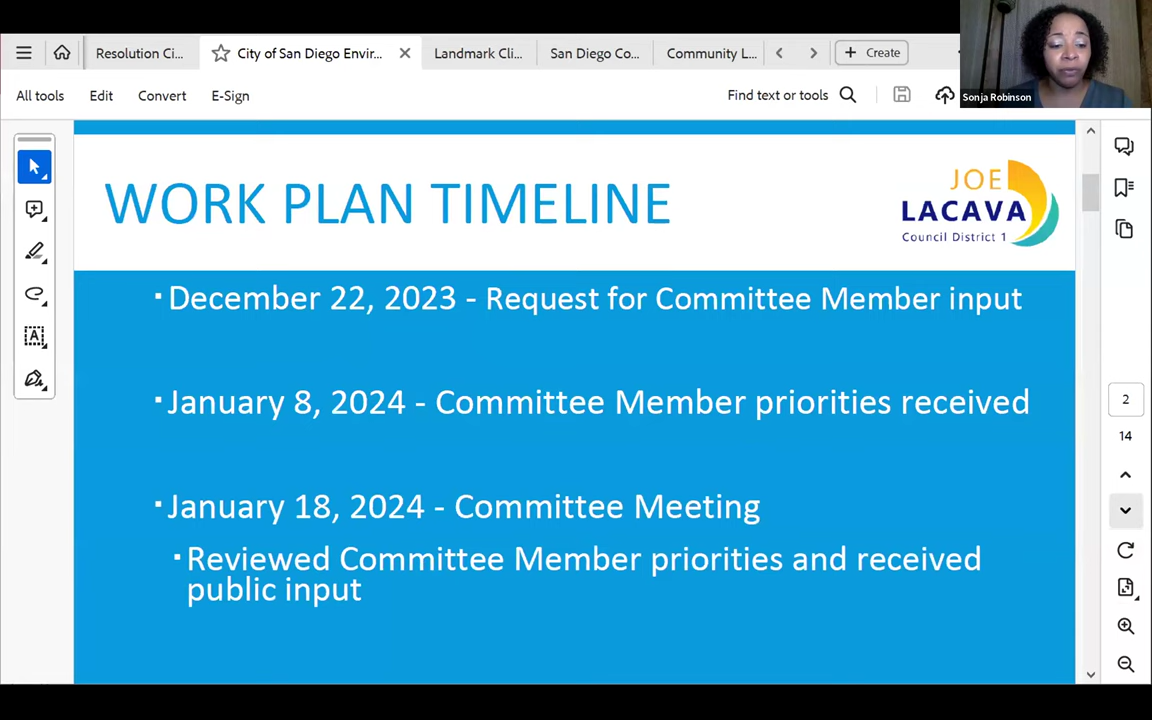 Resolution Ci...
City of San Diego Envir...
Landmark Cli...
San Diego Co...
Community L...
Create
All tools
Edit
Convert
E-Sign
Find text or tools
Sonja Robinson
WORK PLAN TIMELINE
JOE
LACAVA
Council District 1
December 22, 2023 - Request for Committee Member input
January 8, 2024 - Committee Member priorities received
January 18, 2024 - Committee Meeting
Reviewed Committee Member priorities and received
public input
2
14